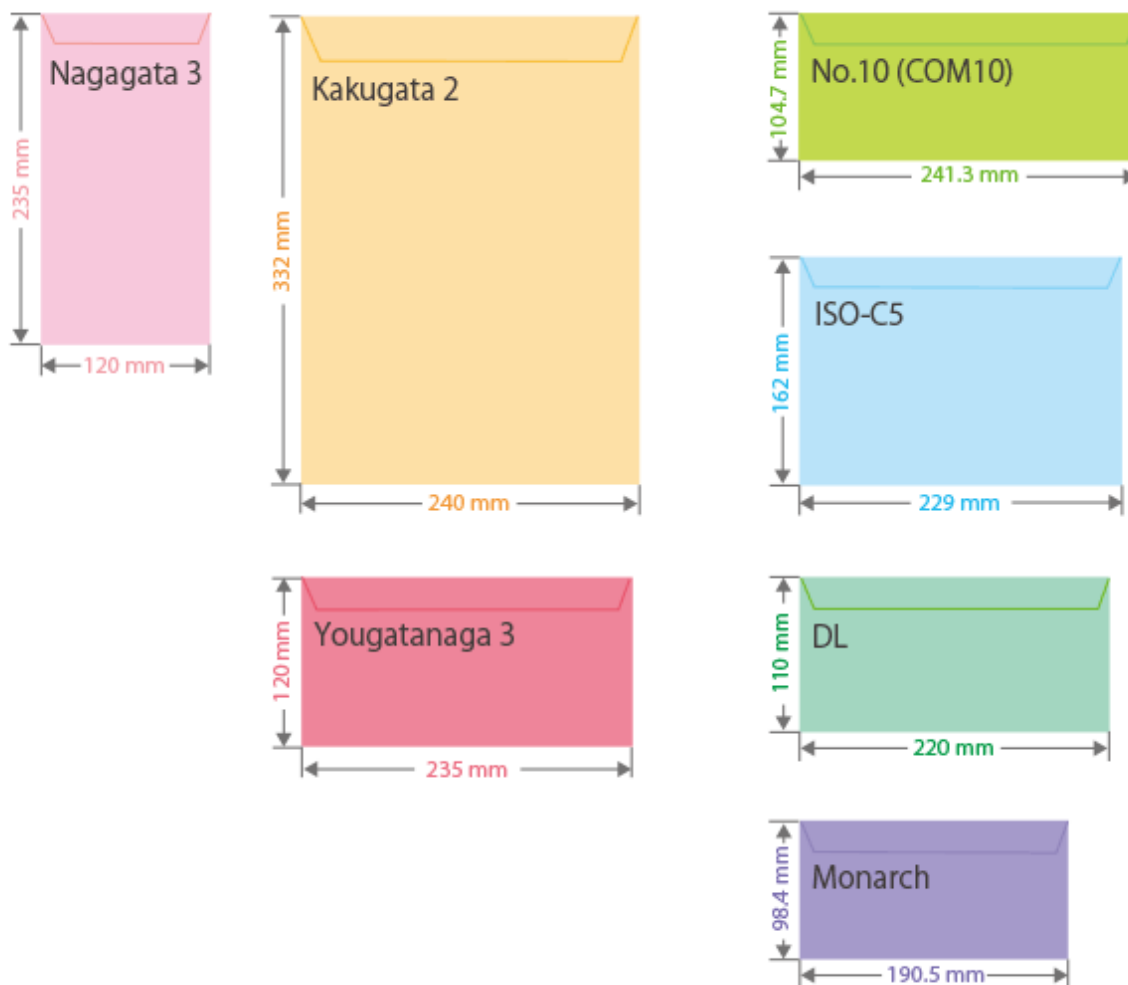 Nagagata 3
235 mm
120 mm
Kakugata 2
332 mm
240 mm
Yougatanaga 3
120 mm
235 mm
No.10 (COM10)
104.7 mm
241.3 mm
ISO-C5
162 mm
229 mm
DL
110 mm
220 mm
Monarch
98.4 mm
190.5 mm